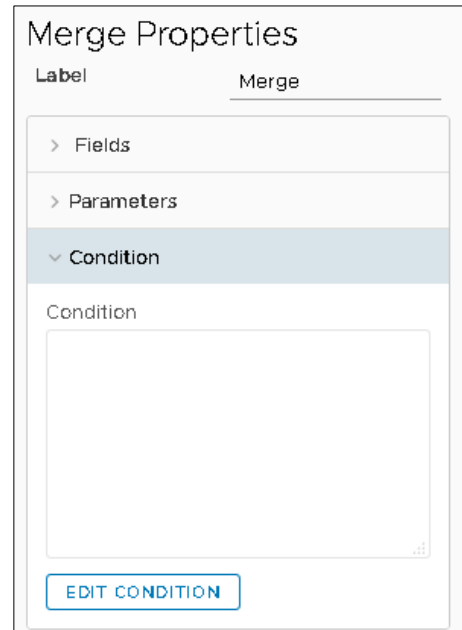 Merge Properties
Label Merge
Fields
Parameters
Condition
Condition
EDIT CONDITION